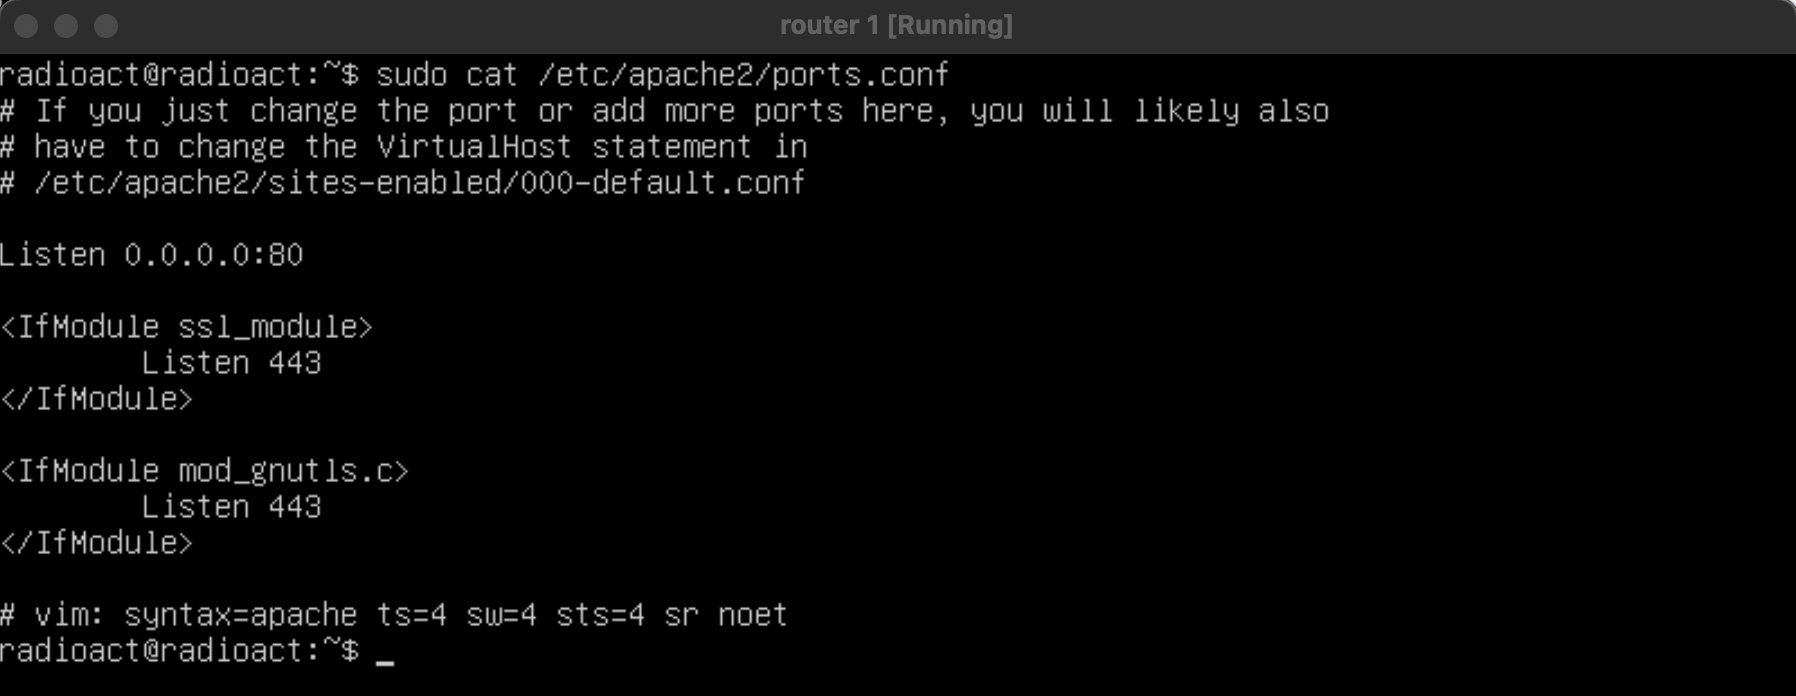 router 1 [Running]
radioact@radioact:~$ sudo cat /etc/apache2/ports.conf
# If you just change the port or add more ports here, you will likely also
# have to change the VirtualHost statement in
# /etc/apache2/sites-enabled/000-default.conf
Listen 0.0.0.0:80
<IfModule ssl_module>
        Listen 443
</IfModule>
<IfModule mod_gnutls.c>
        Listen 443
</IfModule>
# vim: syntax=apache ts=4 sw=4 sts=4 sr noet
radioact@radioact:~$ _